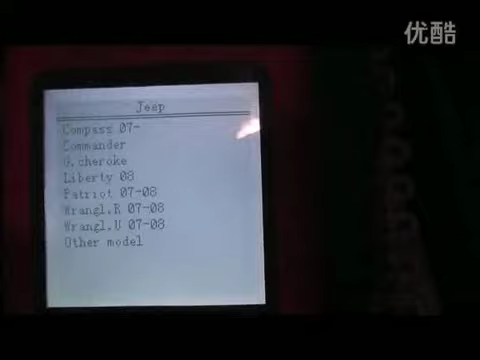 优酷
Jeep
Compass 07-
Commander
G.cheroke
Liberty 08
Patriot 07-08
Wrangl.R 07-08
Wrangl.U 07-08
Other model